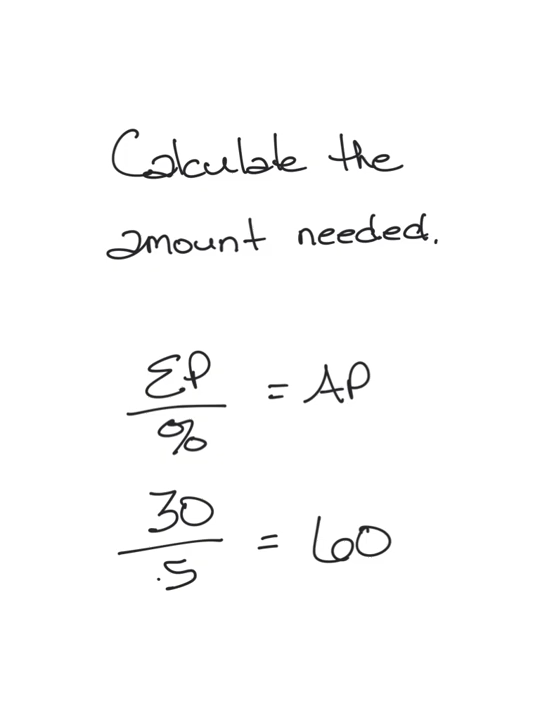 Calculate the
amount needed.
EP
% = AP
30
.5 = 60